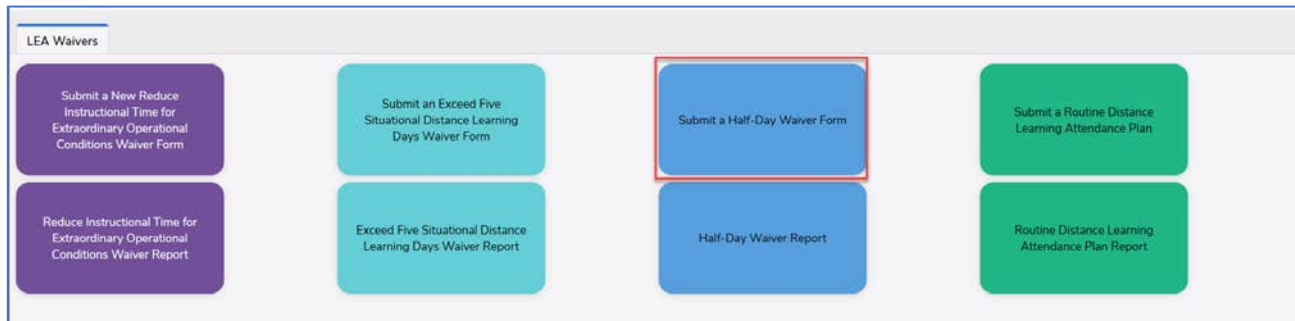 LEA Waivers
Submit a New Reduce
Instructional Time for
Extraordinary Operational
Conditions Waiver Form
Submit an Exceed Five
Situational Distance Learning
Days Waiver Form
Submit a Half-Day Waiver Form
Submit a Routine Distance
Learning Attendance Plan
Reduce Instructional Time for
Extraordinary Operational
Conditions Waiver Report
Exceed Five Situational Distance
Learning Days Waiver Report
Half-Day Waiver Report
Routine Distance Learning
Attendance Plan Report